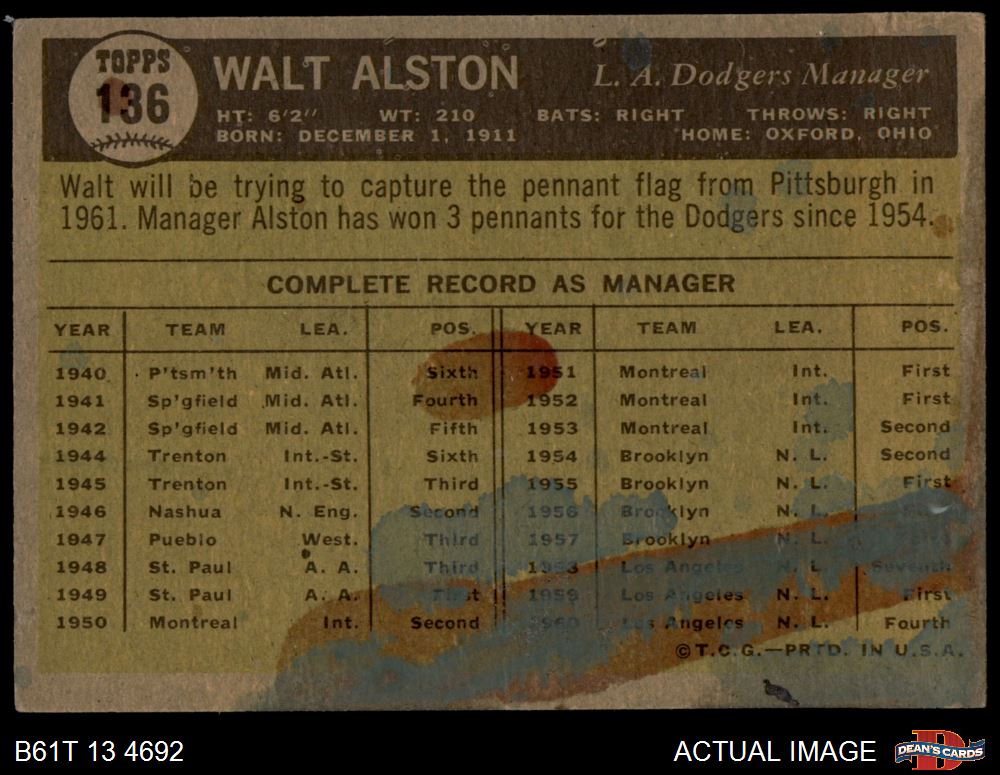 TOPPS
136
WALT ALSTON
L. A. Dodgers Manager
HT: 6'2" WT: 210 BATS: RIGHT THROWS: RIGHT
BORN: DECEMBER 1, 1911 HOME: OXFORD, OHIO
Walt will be trying to capture the pennant flag from Pittsburgh in
1961. Manager Alston has won 3 pennants for the Dodgers since 1954.
COMPLETE RECORD AS MANAGER
YEAR TEAM LEA. POS. YEAR TEAM LEA. POS.
1940 P'tsm'th Mid. Atl. Sixth 1951 Montreal Int. First
1941 Sp'gfield Mid. Atl. Fourth 1952 Montreal Int. First
1942 Sp'gfield Mid. Atl. Fifth 1953 Montreal Int. Second
1944 Trenton Int.-St. Sixth 1954 Brooklyn N. L. Second
1945 Trenton Int.-St. Third 1955 Brooklyn N. L. First
1946 Nashua N. Eng. Second 1956 Brooklyn N. L.
1947 Pueblo West. Third 1957 Brooklyn N. L.
1948 St. Paul A. A. Third 1958 Los Angeles N. L. Seventh
1949 St. Paul A. A. First 1959 Los Angeles N. L. First
1950 Montreal Int. Second 1960 Los Angeles N. L. Fourth
©T.C.G.—PRTD. IN U.S.A.
B61T 13 4692
ACTUAL IMAGE
DEAN'S CARDS